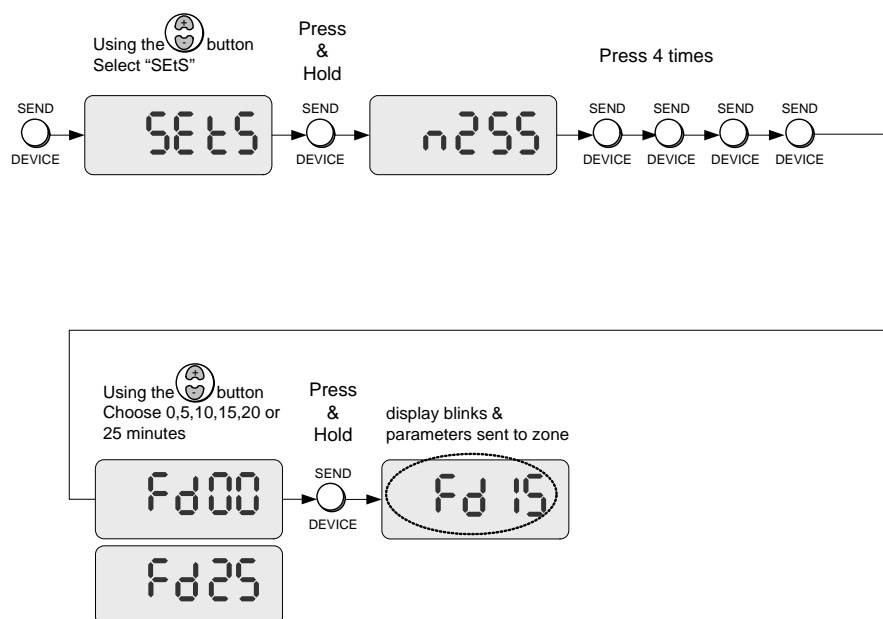 Using the + - button
Select “SEtS”
Press
&
Hold
Press 4 times
SEND
DEVICE
SEtS
SEND
DEVICE
n255
SEND
DEVICE
SEND
DEVICE
SEND
DEVICE
SEND
DEVICE
Using the + - button
Choose 0,5,10,15,20 or
25 minutes
Press
&
Hold
display blinks &
parameters sent to zone
Fd00
SEND
DEVICE
Fd15
Fd25